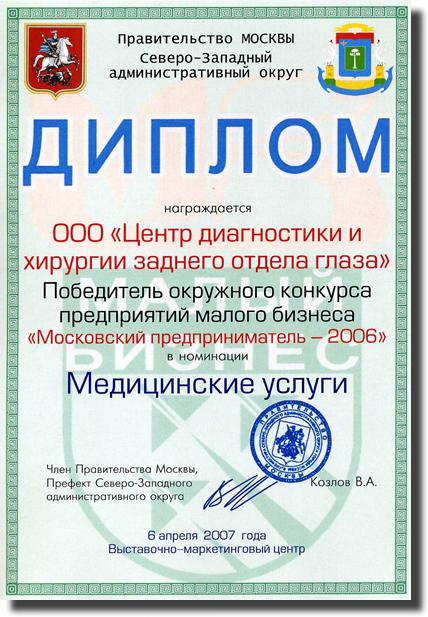 Правительство МОСКВЫ
Северо-Западный
административный округ
ДИПЛОМ
награждается
ООО «Центр диагностики и
хирургии заднего отдела глаза»
Победитель окружного конкурса
предприятий малого бизнеса
«Московский предприниматель – 2006»
в номинации
Медицинские услуги
МАЛЫЙ
БИЗНЕС
Член Правительства Москвы,
Префект Северо-Западного
административного округа
Козлов В.А.
6 апреля 2007 года
Выставочно-маркетинговый центр